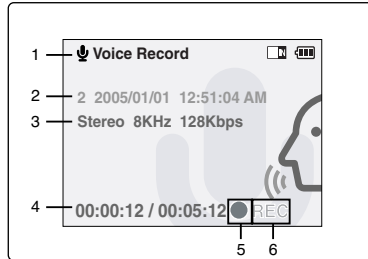 1 Voice Record N
2 2 2005/01/01 12:51:04 AM
3 Stereo 8KHz 128Kbps
4 00:00:12 / 00:05:12 REC
5 6